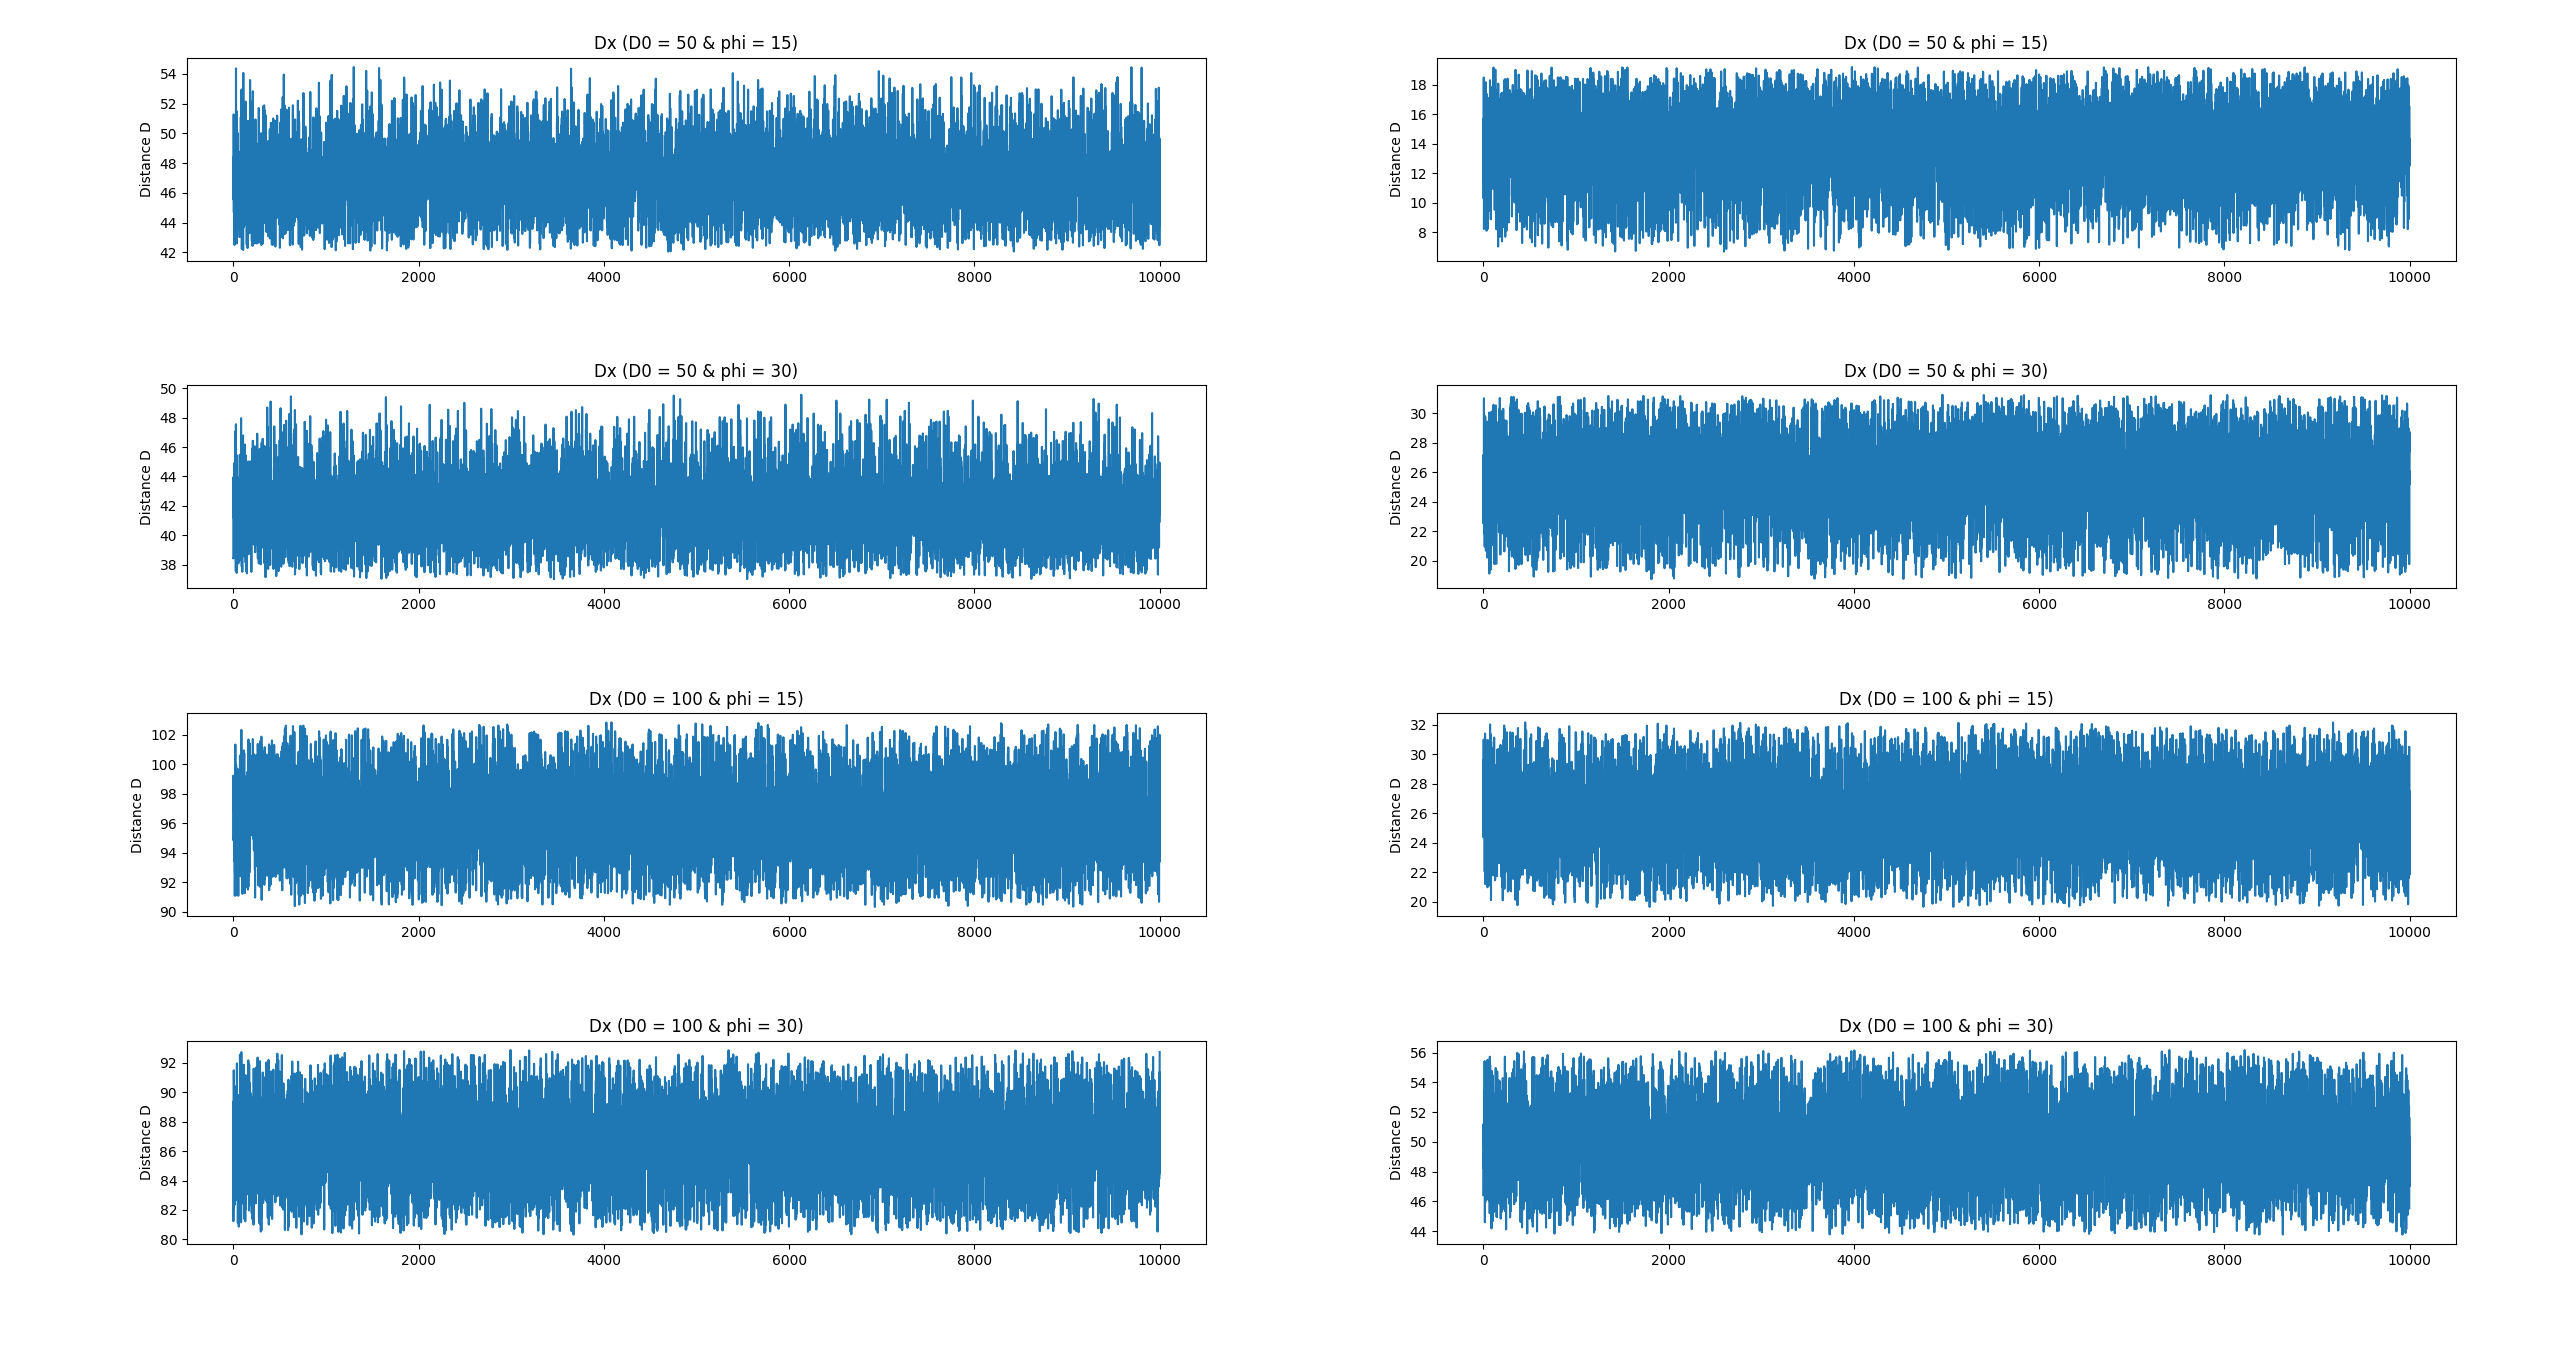 Dx (D0 = 50 & phi = 15)
Distance D
54
52
50
48
46
44
42
0 2000 4000 6000 8000 10000
Dx (D0 = 50 & phi = 15)
Distance D
18
16
14
12
10
8
0 2000 4000 6000 8000 10000
Dx (D0 = 50 & phi = 30)
Distance D
50
48
46
44
42
40
38
0 2000 4000 6000 8000 10000
Dx (D0 = 50 & phi = 30)
Distance D
30
28
26
24
22
20
0 2000 4000 6000 8000 10000
Dx (D0 = 100 & phi = 15)
Distance D
102
100
98
96
94
92
90
0 2000 4000 6000 8000 10000
Dx (D0 = 100 & phi = 15)
Distance D
32
30
28
26
24
22
20
0 2000 4000 6000 8000 10000
Dx (D0 = 100 & phi = 30)
Distance D
92
90
88
86
84
82
80
0 2000 4000 6000 8000 10000
Dx (D0 = 100 & phi = 30)
Distance D
56
54
52
50
48
46
44
0 2000 4000 6000 8000 10000